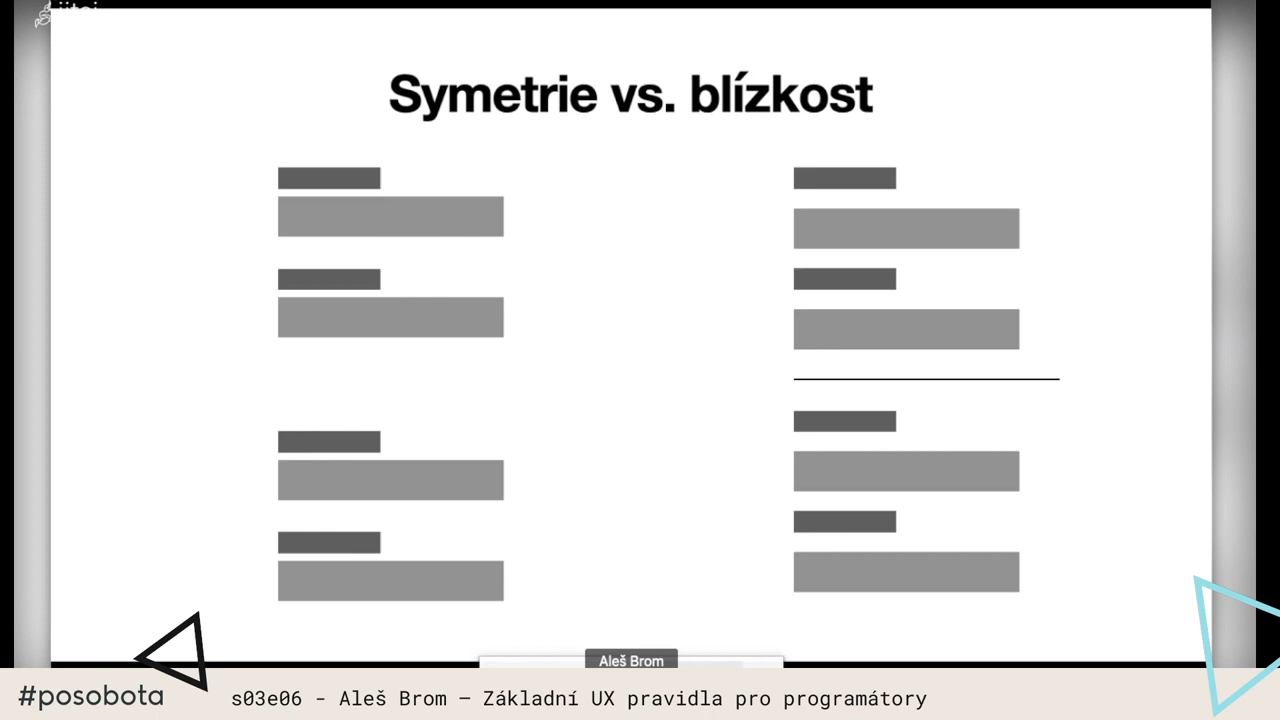 Symetrie vs. blízkost
Aleš Brom
#posobota
s03e06 - Aleš Brom – Základní UX pravidla pro programátory